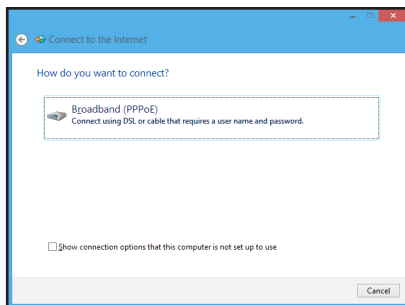 Connect to the Internet
How do you want to connect?
Broadband (PPPoE)
Connect using DSL or cable that requires a user name and password.
Show connection options that this computer is not set up to use
Cancel